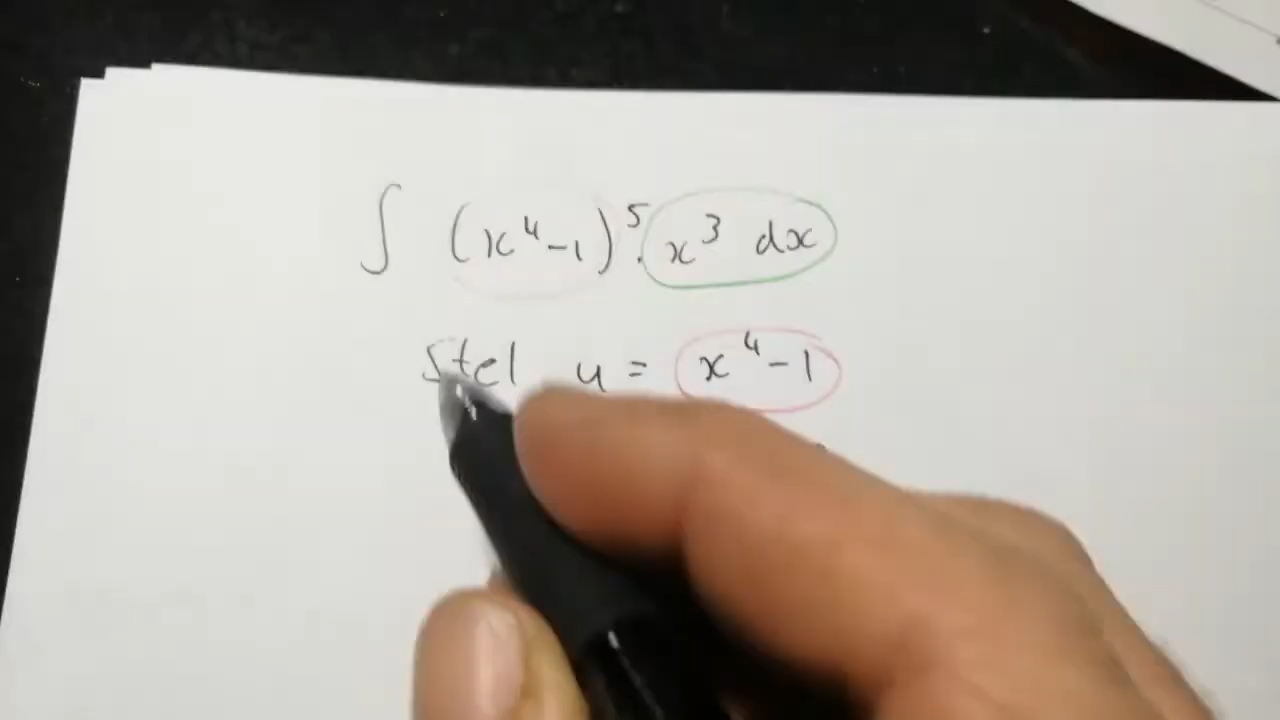 ∫ (x⁴-1)⁵. x³ dx
stel u = x⁴-1